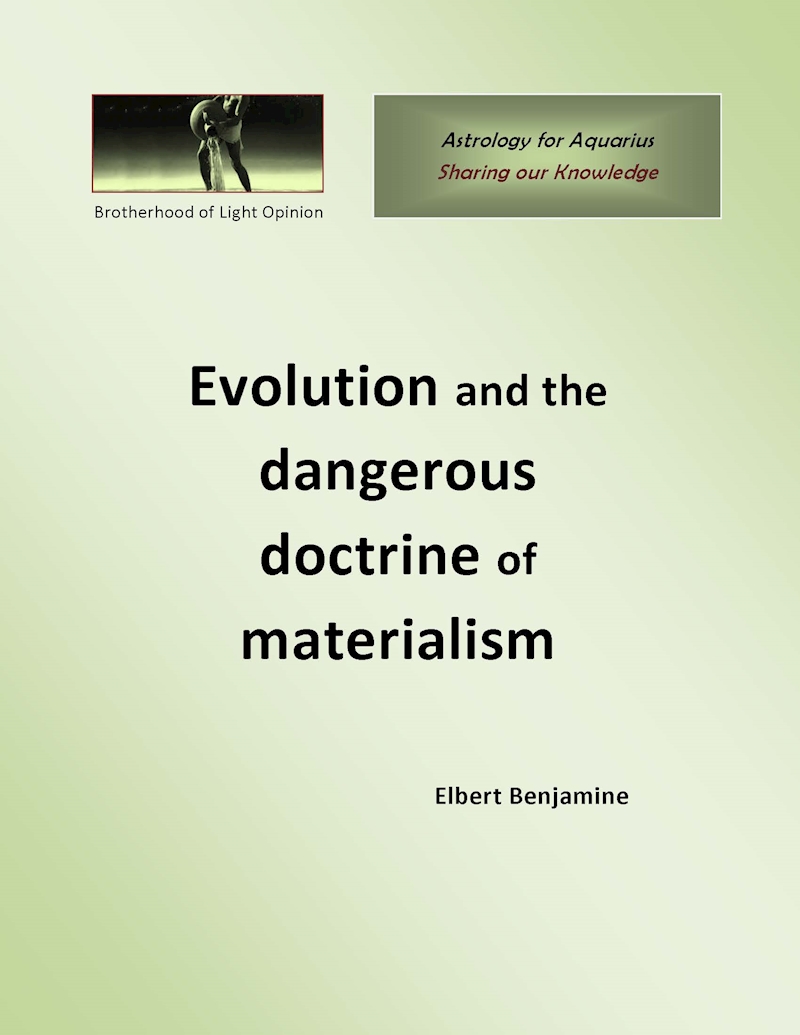 Brotherhood of Light Opinion
Astrology for Aquarius
Sharing our Knowledge
Evolution and the
dangerous
doctrine of
materialism
Elbert Benjamine